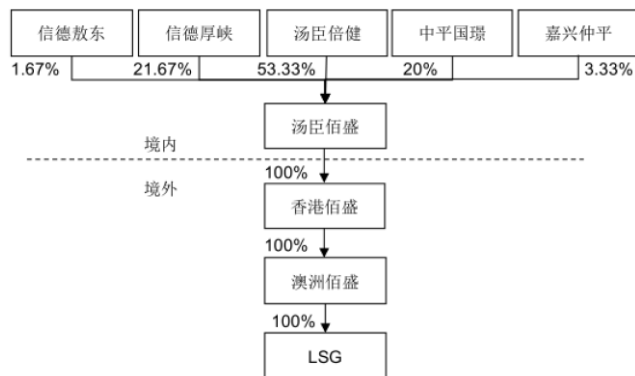 信德敖东
信德厚峡
汤臣倍健
中平国璟
嘉兴仲平
1.67%
21.67%
53.33%
20%
3.33%
汤臣佰盛
境内
境外
100%
香港佰盛
100%
澳洲佰盛
100%
LSG